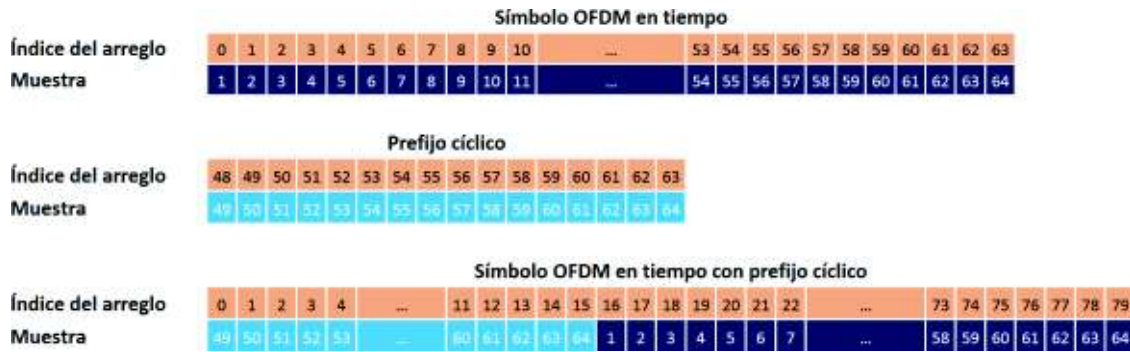 Símbolo OFDM en tiempo
Índice del arreglo 0 1 2 3 4 5 6 7 8 9 10 ... 53 54 55 56 57 58 59 60 61 62 63
Muestra 1 2 3 4 5 6 7 8 9 10 11 ... 54 55 56 57 58 59 60 61 62 63 64
Prefijo cíclico
Índice del arreglo 48 49 50 51 52 53 54 55 56 57 58 59 60 61 62 63
Muestra 49 50 51 52 53 54 55 56 57 58 59 60 61 62 63 64
Símbolo OFDM en tiempo con prefijo cíclico
Índice del arreglo 0 1 2 3 4 ... 11 12 13 14 15 16 17 18 19 20 21 22 ... 73 74 75 76 77 78 79
Muestra 49 50 51 52 53 ... 60 61 62 63 64 1 2 3 4 5 6 7 ... 58 59 60 61 62 63 64